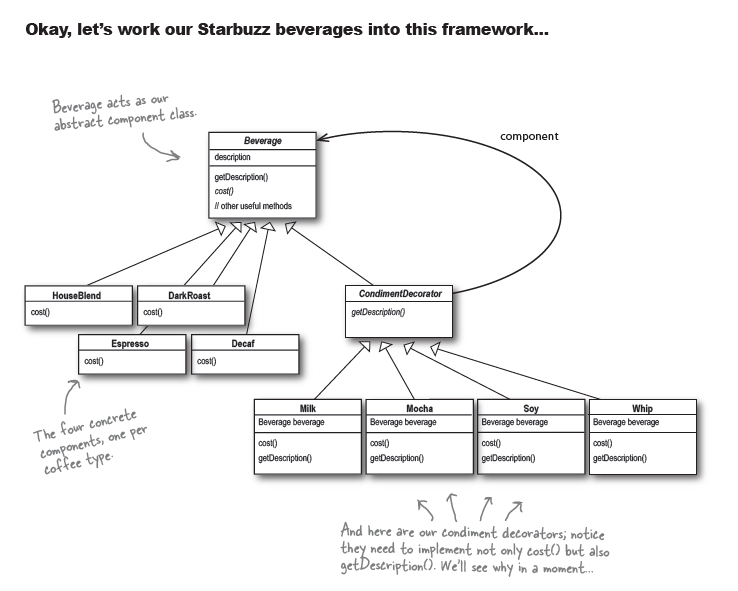 Okay, let's work our Starbuzz beverages into this framework...
Beverage acts as our
abstract component class.
component
Beverage
description
getDescription()
cost()
// other useful methods
HouseBlend
cost()
DarkRoast
cost()
CondimentDecorator
getDescription()
Espresso
cost()
Decaf
cost()
The four concrete
components, one per
coffee type.
Milk
Beverage beverage
cost()
getDescription()
Mocha
Beverage beverage
cost()
getDescription()
Soy
Beverage beverage
cost()
getDescription()
Whip
Beverage beverage
cost()
getDescription()
And here are our condiment decorators; notice
they need to implement not only cost() but also
getDescription(). We'll see why in a moment...